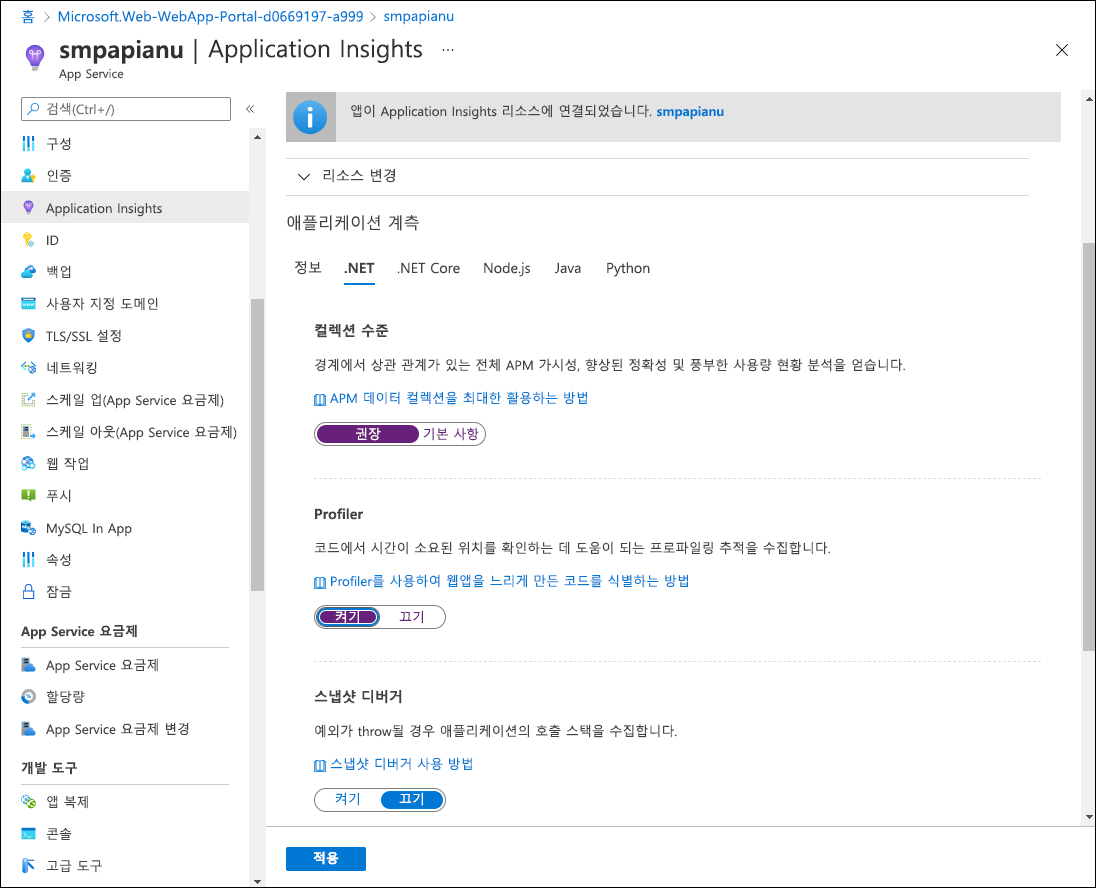 홈 > Microsoft.Web-WebApp-Portal-d0669197-a999 > smpapianu
smpapianu | Application Insights ...
App Service
검색(Ctrl+/)
구성
인증
Application Insights
ID
백업
사용자 지정 도메인
TLS/SSL 설정
네트워킹
스케일 업(App Service 요금제)
스케일 아웃(App Service 요금제)
웹 작업
푸시
MySQL In App
속성
잠금
App Service 요금제
App Service 요금제
할당량
App Service 요금제 변경
개발 도구
앱 복제
콘솔
고급 도구
앱이 Application Insights 리소스에 연결되었습니다. smpapianu
리소스 변경
애플리케이션 계측
정보 .NET .NET Core Node.js Java Python
컬렉션 수준
경계에서 상관 관계가 있는 전체 APM 가시성, 향상된 정확성 및 풍부한 사용량 현황 분석을 얻습니다.
APM 데이터 컬렉션을 최대한 활용하는 방법
권장 기본 사항
Profiler
코드에서 시간이 소요된 위치를 확인하는 데 도움이 되는 프로파일링 추적을 수집합니다.
Profiler를 사용하여 웹앱을 느리게 만든 코드를 식별하는 방법
켜기 끄기
스냅샷 디버거
예외가 throw될 경우 애플리케이션의 호출 스택을 수집합니다.
스냅샷 디버거 사용 방법
켜기 끄기
적용